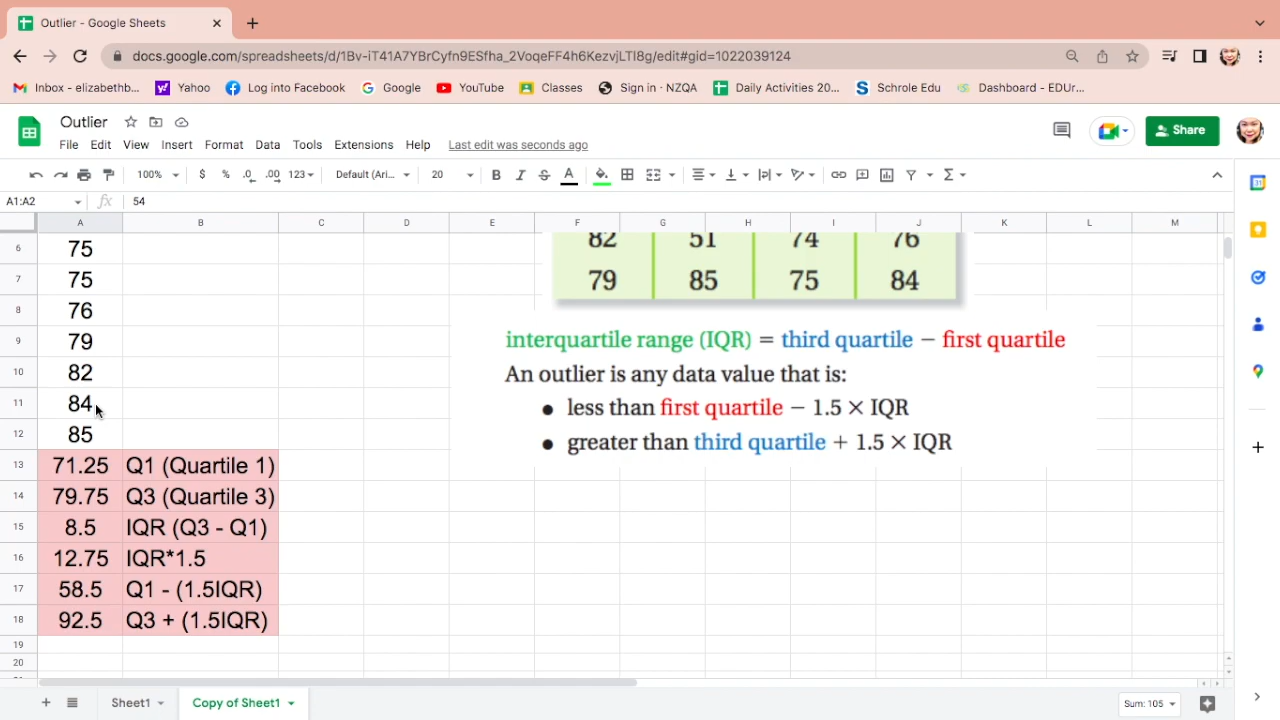 Outlier - Google Sheets
docs.google.com/spreadsheets/d/1Bv-iT41A7YBrCyfn9ESfha_2VoqeFF4h6KezvjLTI8g/edit#gid=1022039124
Inbox - elizabethb... Yahoo Log into Facebook Google YouTube Classes Sign in - NZQA Daily Activities 20... Schrole Edu Dashboard - EDUr...
Outlier
Share
File Edit View Insert Format Data Tools Extensions Help Last edit was seconds ago
100% $ % .0 .00 123 Default (Ari... 20 B I S A
A1:A2 fx 54
A B C D E F G H I J K L M
6 75
82 51 74 76
7 75
79 85 75 84
8 76
9 79
interquartile range (IQR) = third quartile − first quartile
10 82
An outlier is any data value that is:
11 84
● less than first quartile − 1.5 × IQR
12 85
● greater than third quartile + 1.5 × IQR
13 71.25 Q1 (Quartile 1)
14 79.75 Q3 (Quartile 3)
15 8.5 IQR (Q3 - Q1)
16 12.75 IQR*1.5
17 58.5 Q1 - (1.5IQR)
18 92.5 Q3 + (1.5IQR)
19
20
Sheet1 Copy of Sheet1 Sum: 105